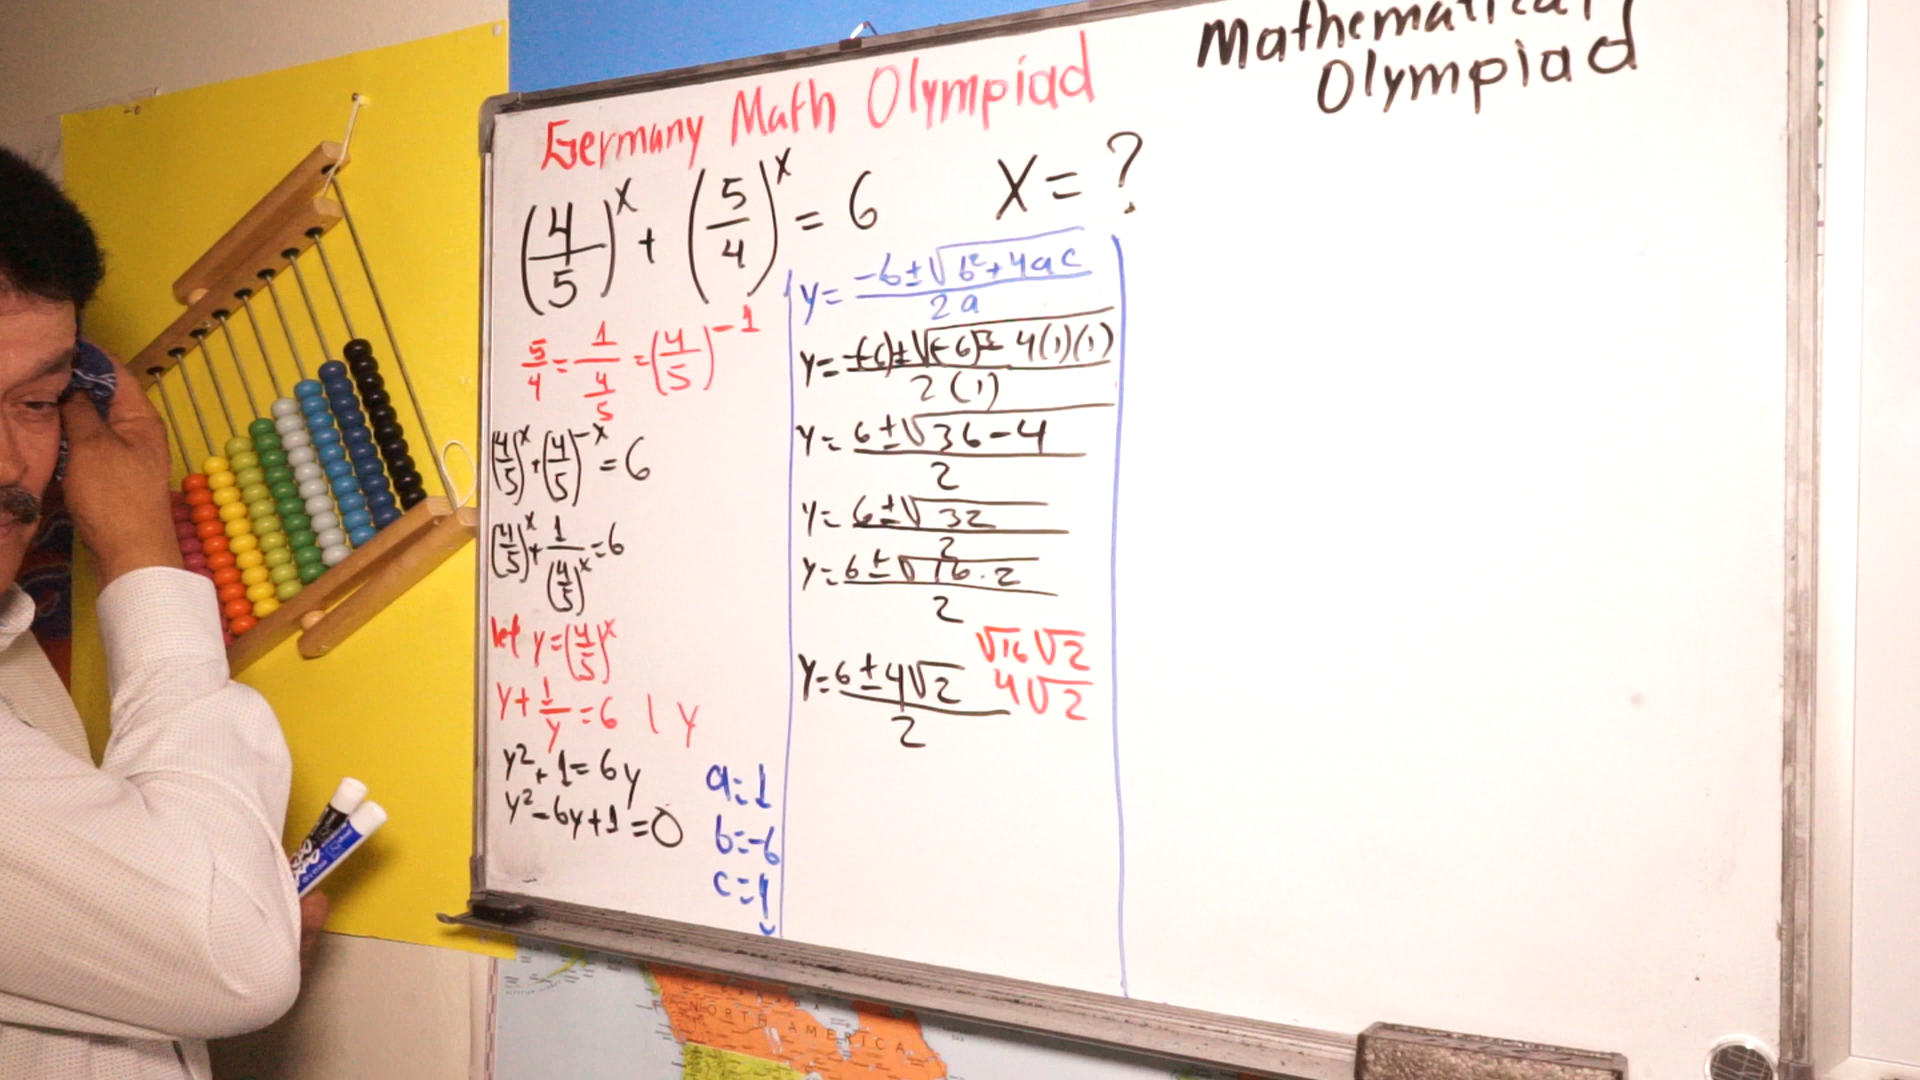 Mathematical
Olympiad
Germany Math Olympiad
(4/5)^x + (5/4)^x = 6 X = ?
5/4 = 1/(4/5) = (4/5)^-1
(4/5)^x + (4/5)^-x = 6
(4/5)^x + 1/(4/5)^x = 6
let y = (4/5)^x
y + 1/y = 6 | y
y² + 1 = 6y
y² - 6y + 1 = 0
a = 1
b = -6
c = 1
y = (-b ± √(b² + 4ac))/2a
y = (-(-6) ± √((-6)² - 4(1)(1)))/2(1)
y = (6 ± √(36 - 4))/2
y = (6 ± √32)/2
y = (6 ± √(16 · 2))/2
√16 √2
y = (6 ± 4√2)/2
4√2
NORTH AMERICA